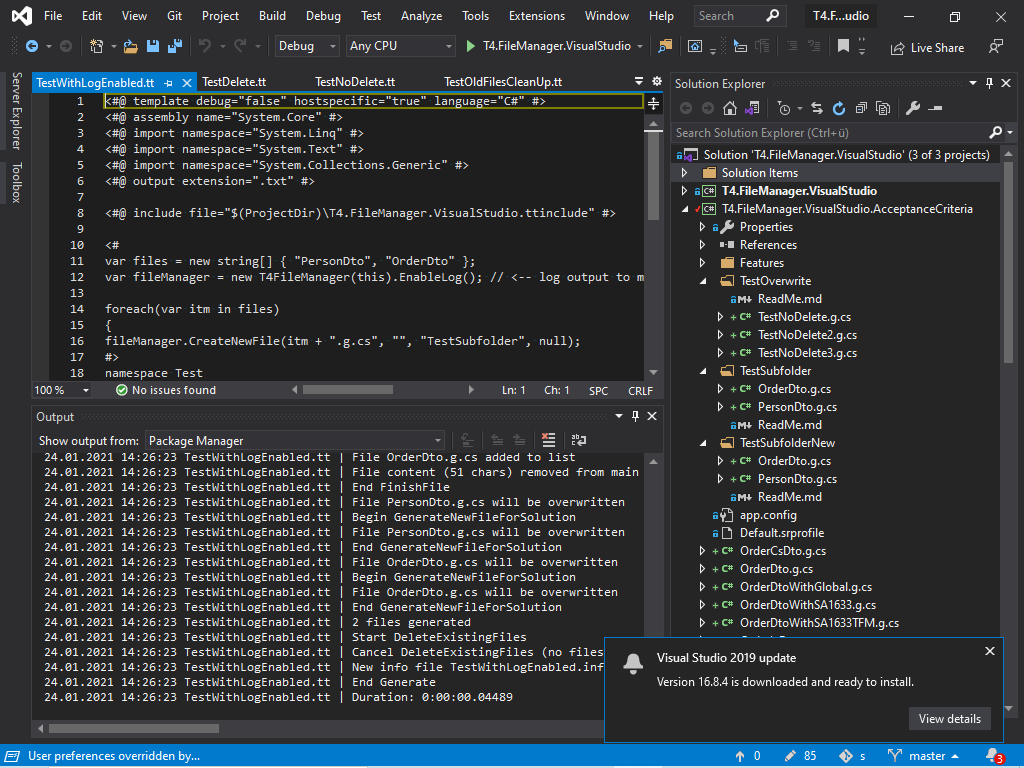 File Edit View Git Project Build Debug Test Analyze Tools Extensions Window Help Search T4.F...udio
Debug Any CPU T4.FileManager.VisualStudio Live Share
Server Explorer
Toolbox
TestWithLogEnabled.tt TestDelete.tt TestNoDelete.tt TestOldFilesCleanUp.tt
1 <#@ template debug="false" hostspecific="true" language="C#" #>
2 <#@ assembly name="System.Core" #>
3 <#@ import namespace="System.Linq" #>
4 <#@ import namespace="System.Text" #>
5 <#@ import namespace="System.Collections.Generic" #>
6 <#@ output extension=".txt" #>
7
8 <#@ include file="$(ProjectDir)\T4.FileManager.VisualStudio.ttinclude" #>
9
10 <#
11 var files = new string[] { "PersonDto", "OrderDto" };
12 var fileManager = new T4FileManager(this).EnableLog(); // <-- log output to m
13
14 foreach(var itm in files)
15 {
16 fileManager.CreateNewFile(itm + ".g.cs", "", "TestSubfolder", null);
17 #>
18 namespace Test
100 % No issues found Ln: 1 Ch: 1 SPC CRLF
Output
Show output from: Package Manager
24.01.2021 14:26:23 TestWithLogEnabled.tt | File OrderDto.g.cs added to list
24.01.2021 14:26:23 TestWithLogEnabled.tt | File content (51 chars) removed from main
24.01.2021 14:26:23 TestWithLogEnabled.tt | End FinishFile
24.01.2021 14:26:23 TestWithLogEnabled.tt | File PersonDto.g.cs will be overwritten
24.01.2021 14:26:23 TestWithLogEnabled.tt | Begin GenerateNewFileForSolution
24.01.2021 14:26:23 TestWithLogEnabled.tt | File PersonDto.g.cs will be overwritten
24.01.2021 14:26:23 TestWithLogEnabled.tt | End GenerateNewFileForSolution
24.01.2021 14:26:23 TestWithLogEnabled.tt | File OrderDto.g.cs will be overwritten
24.01.2021 14:26:23 TestWithLogEnabled.tt | Begin GenerateNewFileForSolution
24.01.2021 14:26:23 TestWithLogEnabled.tt | File OrderDto.g.cs will be overwritten
24.01.2021 14:26:23 TestWithLogEnabled.tt | End GenerateNewFileForSolution
24.01.2021 14:26:23 TestWithLogEnabled.tt | 2 files generated
24.01.2021 14:26:23 TestWithLogEnabled.tt | Start DeleteExistingFiles
24.01.2021 14:26:23 TestWithLogEnabled.tt | Cancel DeleteExistingFiles (no files
24.01.2021 14:26:23 TestWithLogEnabled.tt | New info file TestWithLogEnabled.inf
24.01.2021 14:26:23 TestWithLogEnabled.tt | End Generate
24.01.2021 14:26:23 TestWithLogEnabled.tt | Duration: 0:00:00.04489
Solution Explorer
Search Solution Explorer (Ctrl+ü)
Solution 'T4.FileManager.VisualStudio' (3 of 3 projects)
Solution Items
C# T4.FileManager.VisualStudio
C# T4.FileManager.VisualStudio.AcceptanceCriteria
Properties
References
Features
TestOverwrite
M+ ReadMe.md
+ C# TestNoDelete.g.cs
+ C# TestNoDelete2.g.cs
+ C# TestNoDelete3.g.cs
TestSubfolder
+ C# OrderDto.g.cs
+ C# PersonDto.g.cs
M+ ReadMe.md
TestSubfolderNew
+ C# OrderDto.g.cs
+ C# PersonDto.g.cs
M+ ReadMe.md
app.config
Default.srprofile
+ C# OrderCsDto.g.cs
+ C# OrderDto.g.cs
+ C# OrderDtoWithGlobal.g.cs
+ C# OrderDtoWithSA1633.g.cs
+ C# OrderDtoWithSA1633TFM.g.cs
Visual Studio 2019 update
Version 16.8.4 is downloaded and ready to install.
View details
User preferences overridden by... 0 85 s master 3